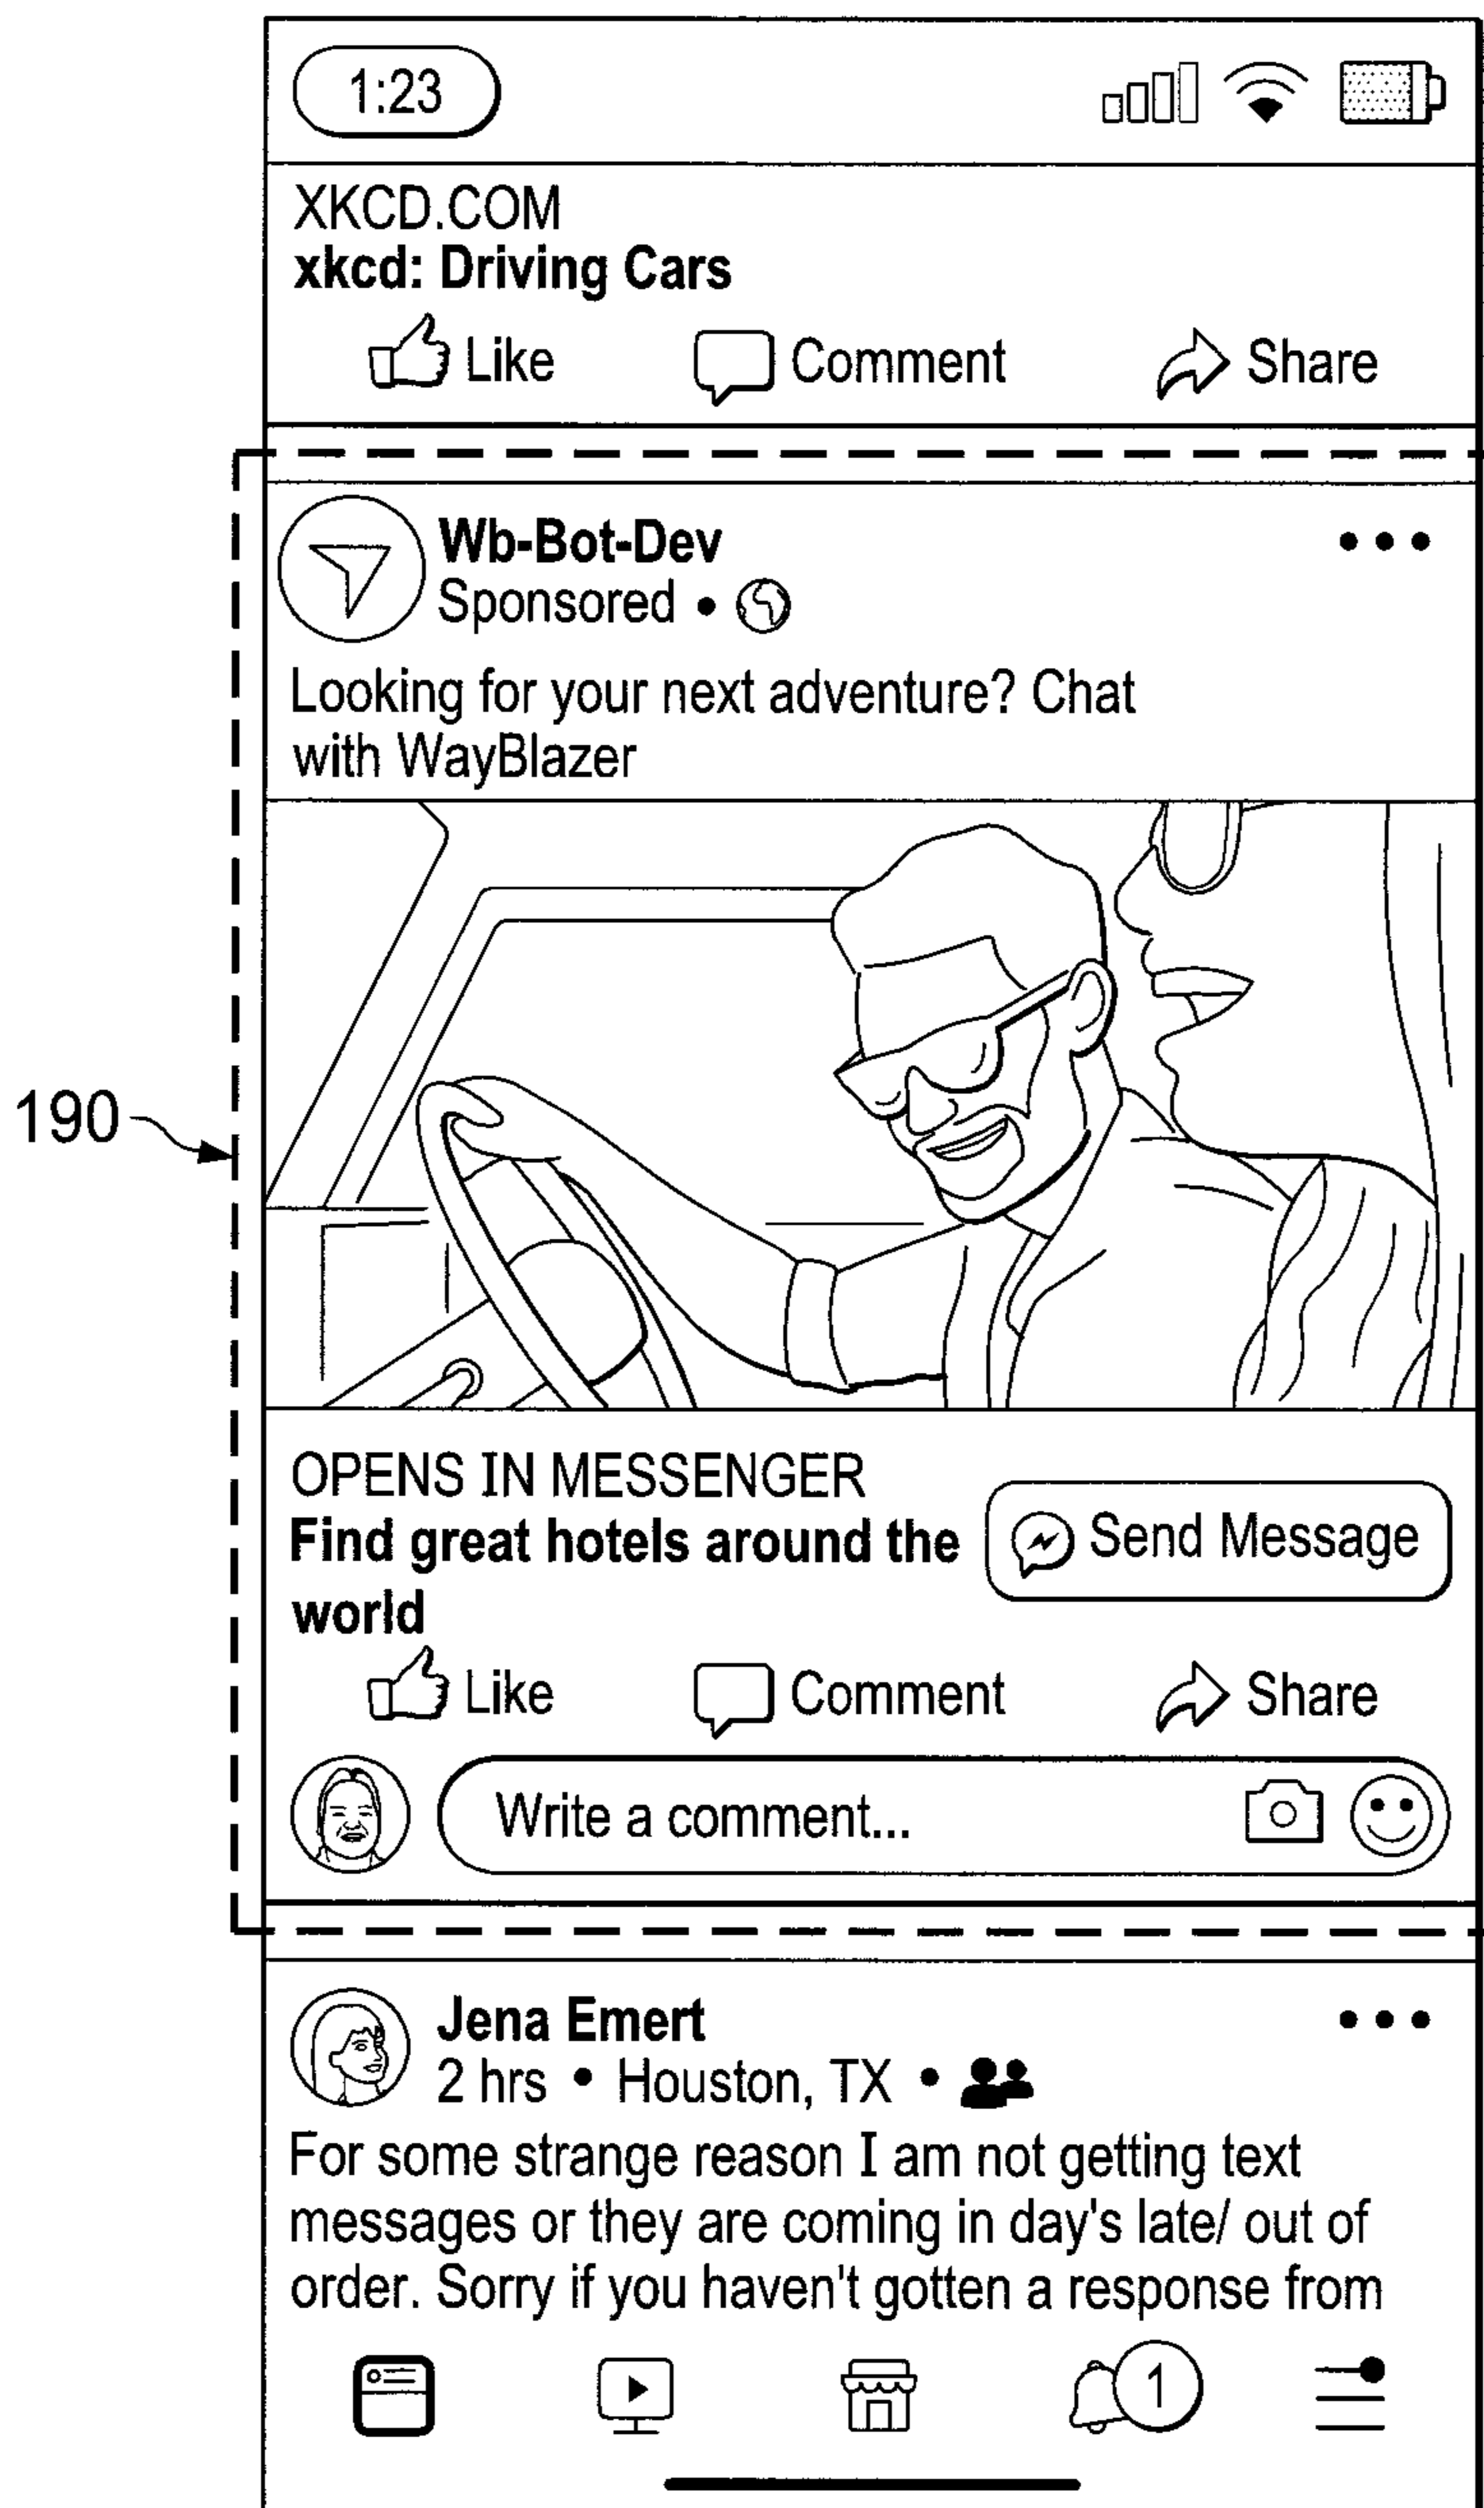 1:23
XKCD.COM
xkcd: Driving Cars
Like Comment Share
Wb-Bot-Dev
Sponsored •
Looking for your next adventure? Chat
with WayBlazer
190
OPENS IN MESSENGER
Find great hotels around the
world
Send Message
Like Comment Share
Write a comment...
Jena Emert
2 hrs • Houston, TX •
For some strange reason I am not getting text
messages or they are coming in day's late/ out of
order. Sorry if you haven't gotten a response from
1